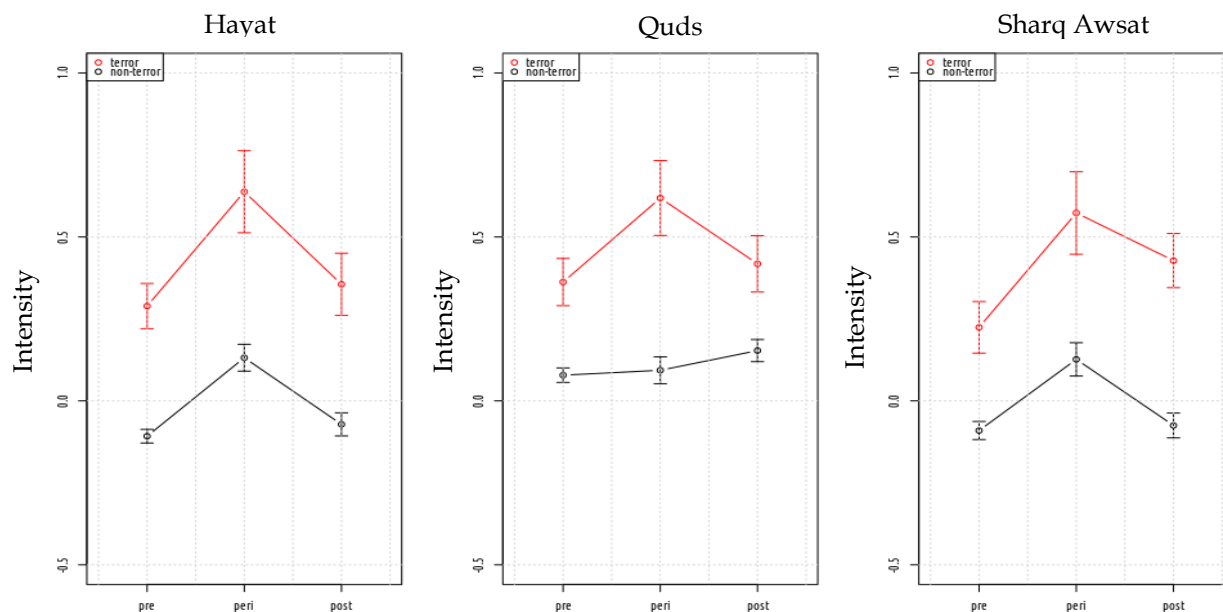 Hayat
Quds
Sharq Awsat
terror
non-terror
terror
non-terror
terror
non-terror
Intensity
1.0
0.5
0.0
-0.5
Intensity
1.0
0.5
0.0
-0.5
Intensity
1.0
0.5
0.0
-0.5
pre peri post
pre peri post
pre peri post